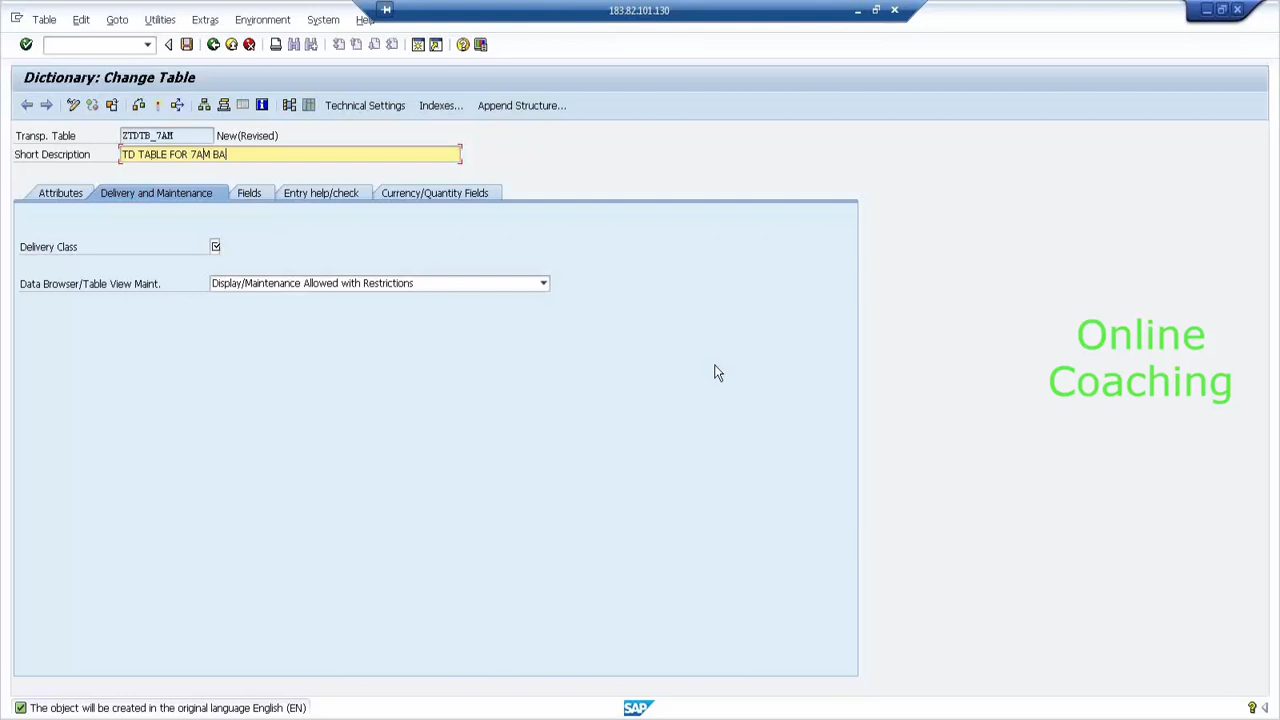 183.82.101.130
Table Edit Goto Utilities Extras Environment System Help
Dictionary: Change Table
Technical Settings Indexes... Append Structure...
Transp. Table ZTDTB_7AM New(Revised)
Short Description TD TABLE FOR 7AM BA
Attributes Delivery and Maintenance Fields Entry help/check Currency/Quantity Fields
Delivery Class
Data Browser/Table View Maint. Display/Maintenance Allowed with Restrictions
Online
Coaching
The object will be created in the original language English (EN)
SAP